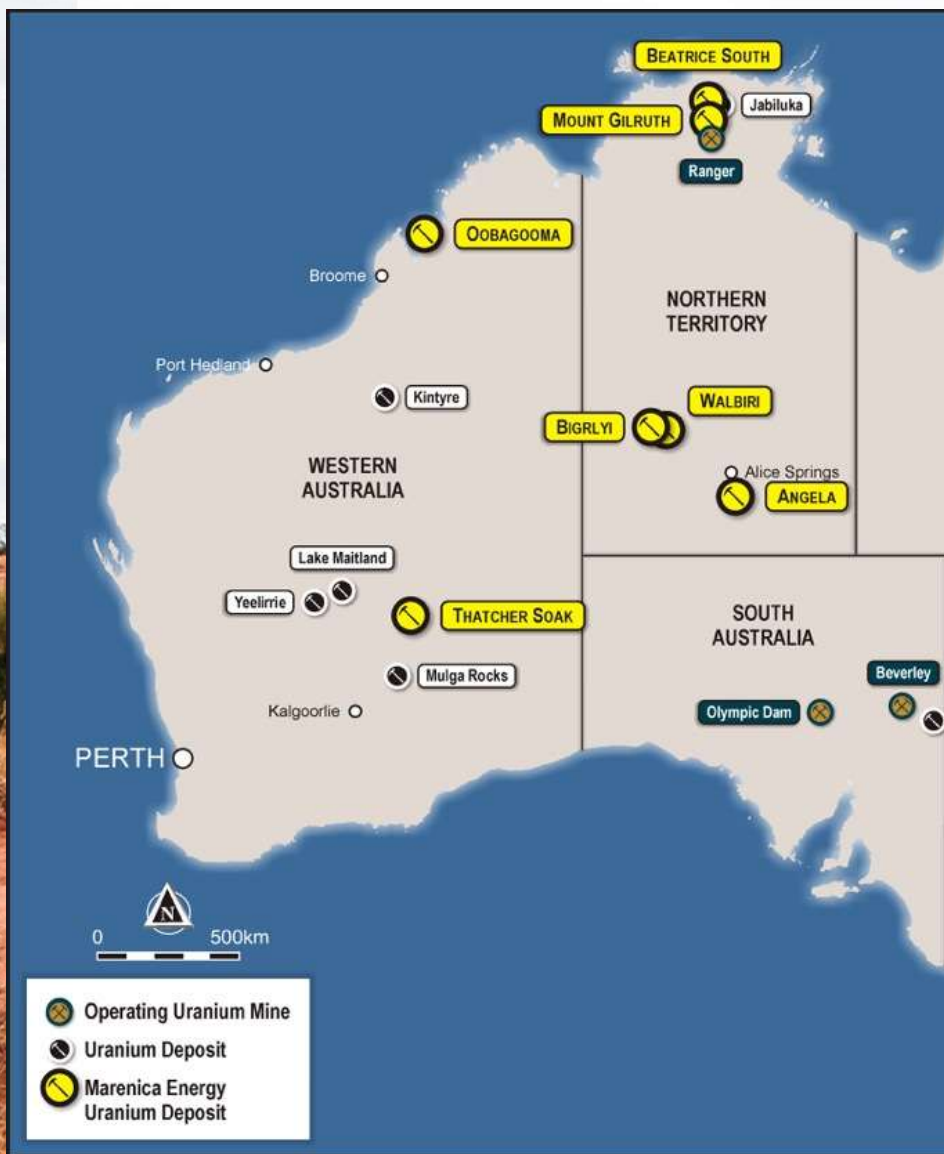 BEATRICE SOUTH
Jabiluka
MOUNT GILRUTH
Ranger
OOBAGOOMA
Broome
NORTHERN
TERRITORY
Port Hedland
Kintyre
WALBIRI
BIGRLYI
WESTERN
AUSTRALIA
Alice Springs
ANGELA
Lake Maitland
Yeelirrie
THATCHER SOAK
SOUTH
AUSTRALIA
Mulga Rocks
Beverley
Kalgoorlie
Olympic Dam
PERTH
N
0 500km
Operating Uranium Mine
Uranium Deposit
Marenica Energy
Uranium Deposit